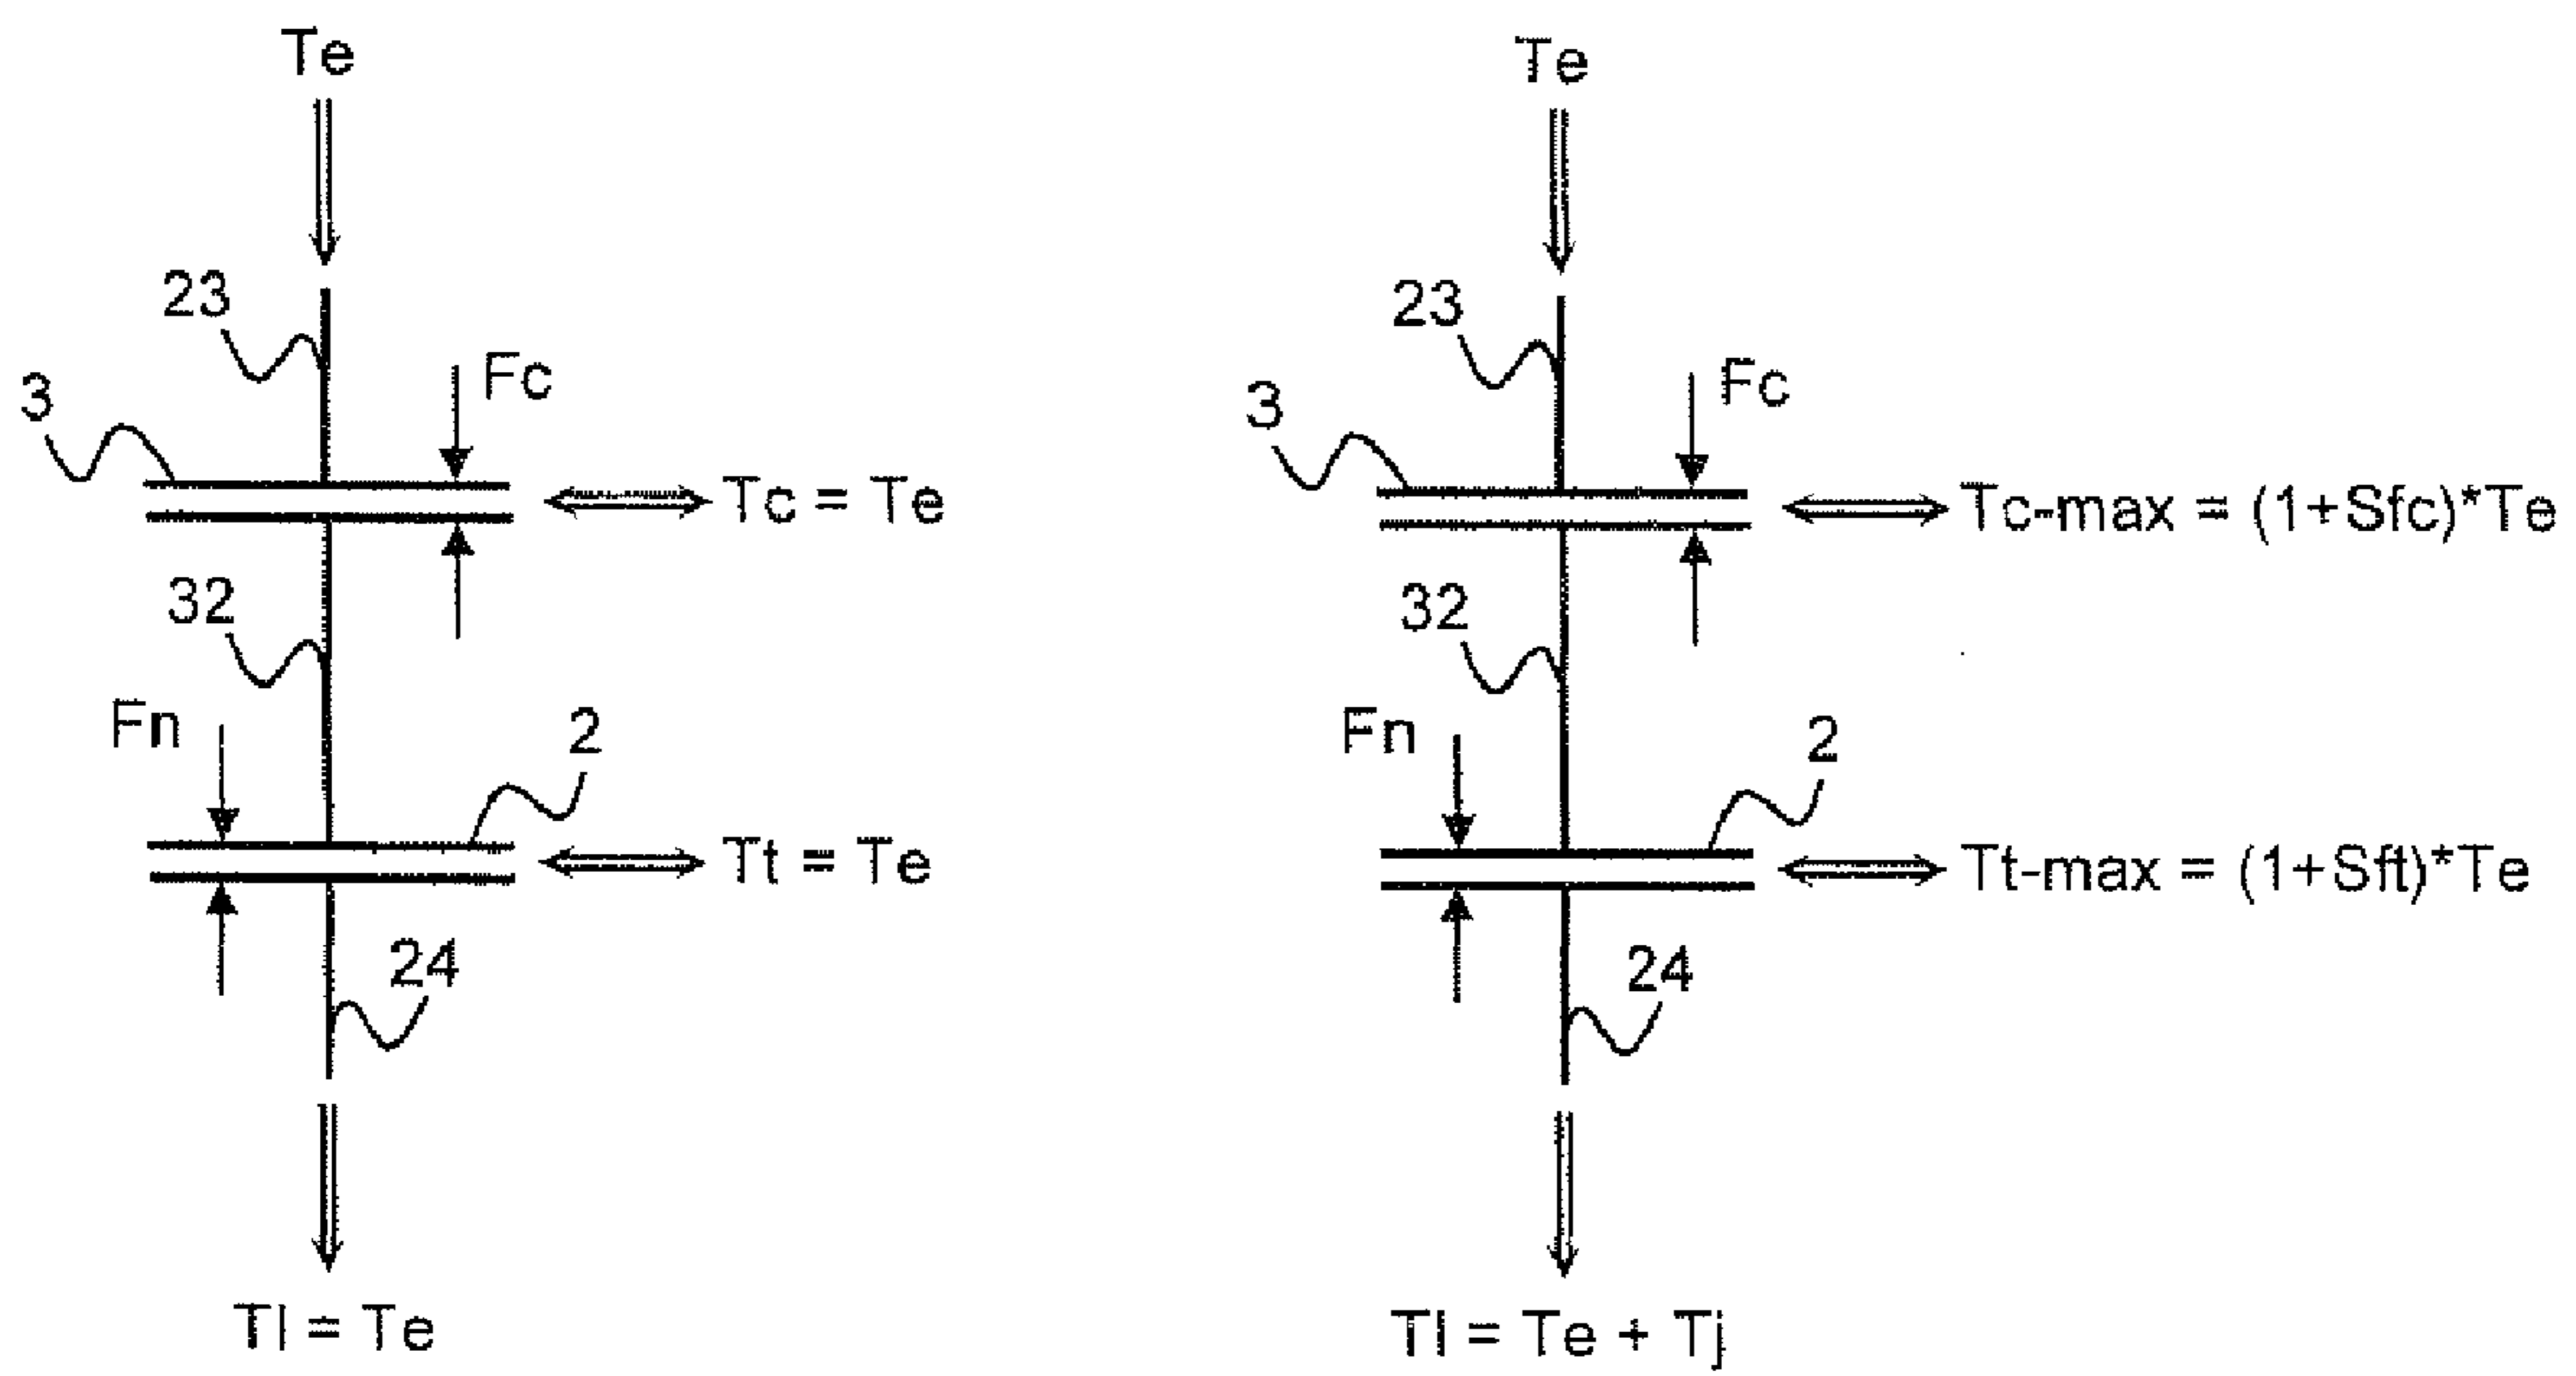 Te
23
3
Fc
Tc = Te
32
Fn
2
Tt = Te
24
Tl = Te
Te
23
3
Fc
Tc-max = (1+Sfc)*Te
32
Fn
2
Tt-max = (1+Sft)*Te
24
Tl = Te + Tj